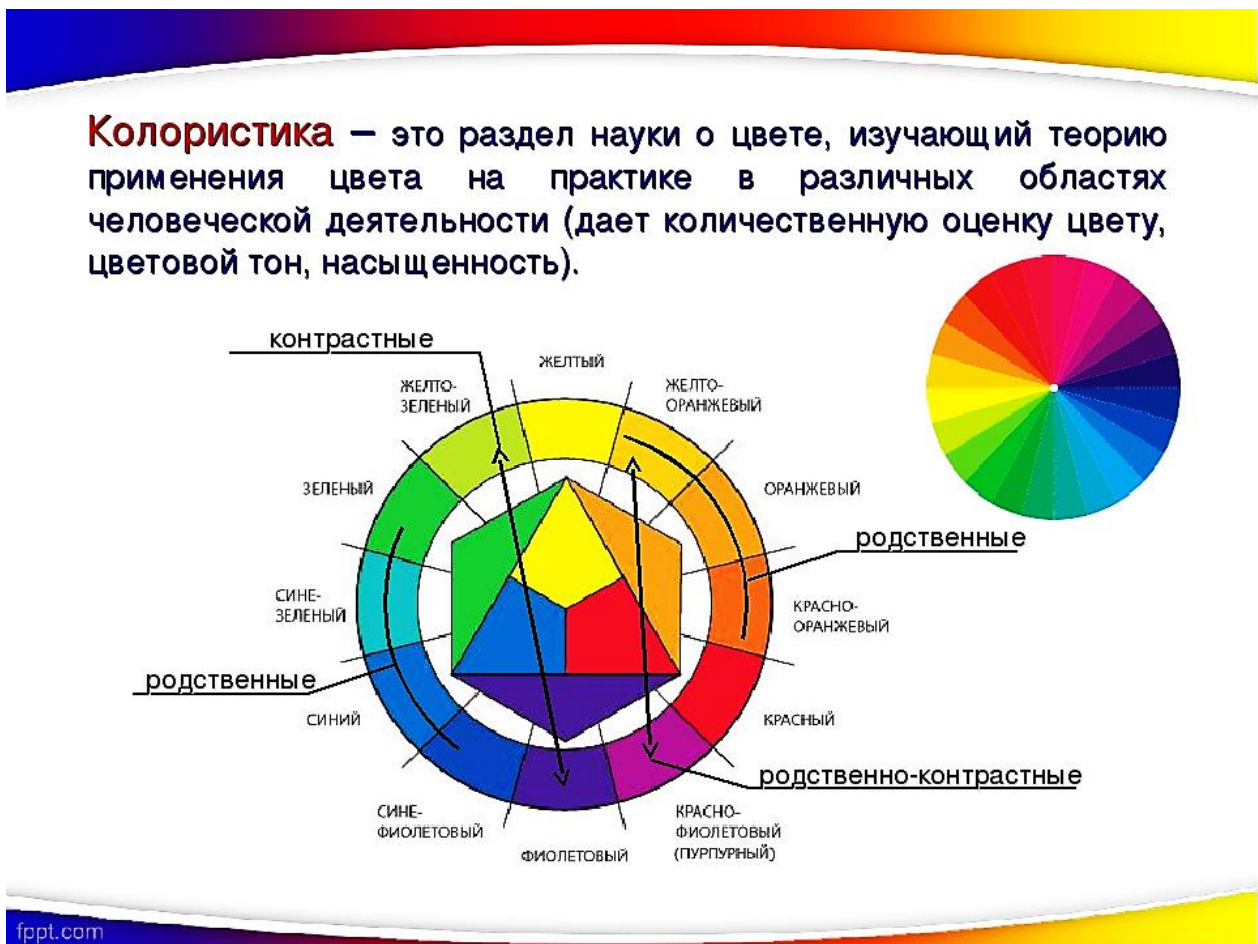 Колористика – это раздел науки о цвете, изучающий теорию
применения цвета на практике в различных областях
человеческой деятельности (дает количественную оценку цвету,
цветовой тон, насыщенность).
контрастные
ЖЕЛТЫЙ
ЖЕЛТО-
ЗЕЛЕНЫЙ
ЖЕЛТО-
ОРАНЖЕВЫЙ
ЗЕЛЕНЫЙ
ОРАНЖЕВЫЙ
родственные
СИНЕ-
ЗЕЛЕНЫЙ
КРАСНО-
ОРАНЖЕВЫЙ
родственные
СИНИЙ
КРАСНЫЙ
родственно-контрастные
СИНЕ-
ФИОЛЕТОВЫЙ
ФИОЛЕТОВЫЙ
КРАСНО-
ФИОЛЕТОВЫЙ
(ПУРПУРНЫЙ)
fppt.com